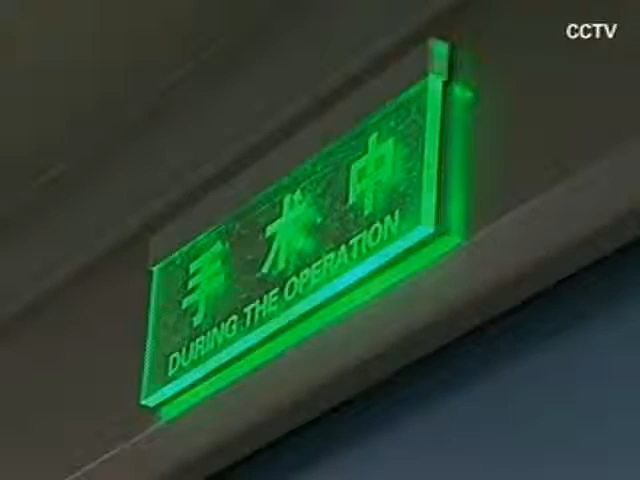 CCTV
手术中
DURING THE OPERATION